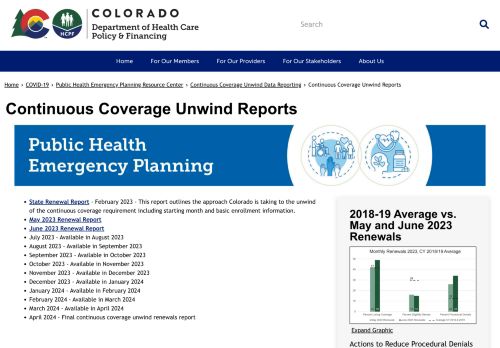 COLORADO
Department of Health Care
Policy & Financing
HCPF
Search
Home
For Our Members
For Our Providers
For Our Stakeholders
About Us
Home › COVID-19 › Public Health Emergency Planning Resource Center › Continuous Coverage Unwind Data Reporting › Continuous Coverage Unwind Reports
Continuous Coverage Unwind Reports
Public Health
Emergency Planning
State Renewal Report - February 2023 - This report outlines the approach Colorado is taking to the unwind
of the continuous coverage requirement including starting month and basic enrollment information.
May 2023 Renewal Report
June 2023 Renewal Report
July 2023 - Available in August 2023
August 2023 - Available in September 2023
September 2023 - Available in October 2023
October 2023 - Available in November 2023
November 2023 - Available in December 2023
December 2023 - Available in January 2024
January 2024 - Available in February 2024
February 2024 - Available in March 2024
March 2024 - Available in April 2024
April 2024 - Final continuous coverage unwind renewals report
2018-19 Average vs.
May and June 2023
Renewals
Monthly Renewals 2023, CY 2018/19 Average
Expand Graphic
Actions to Reduce Procedural Denials